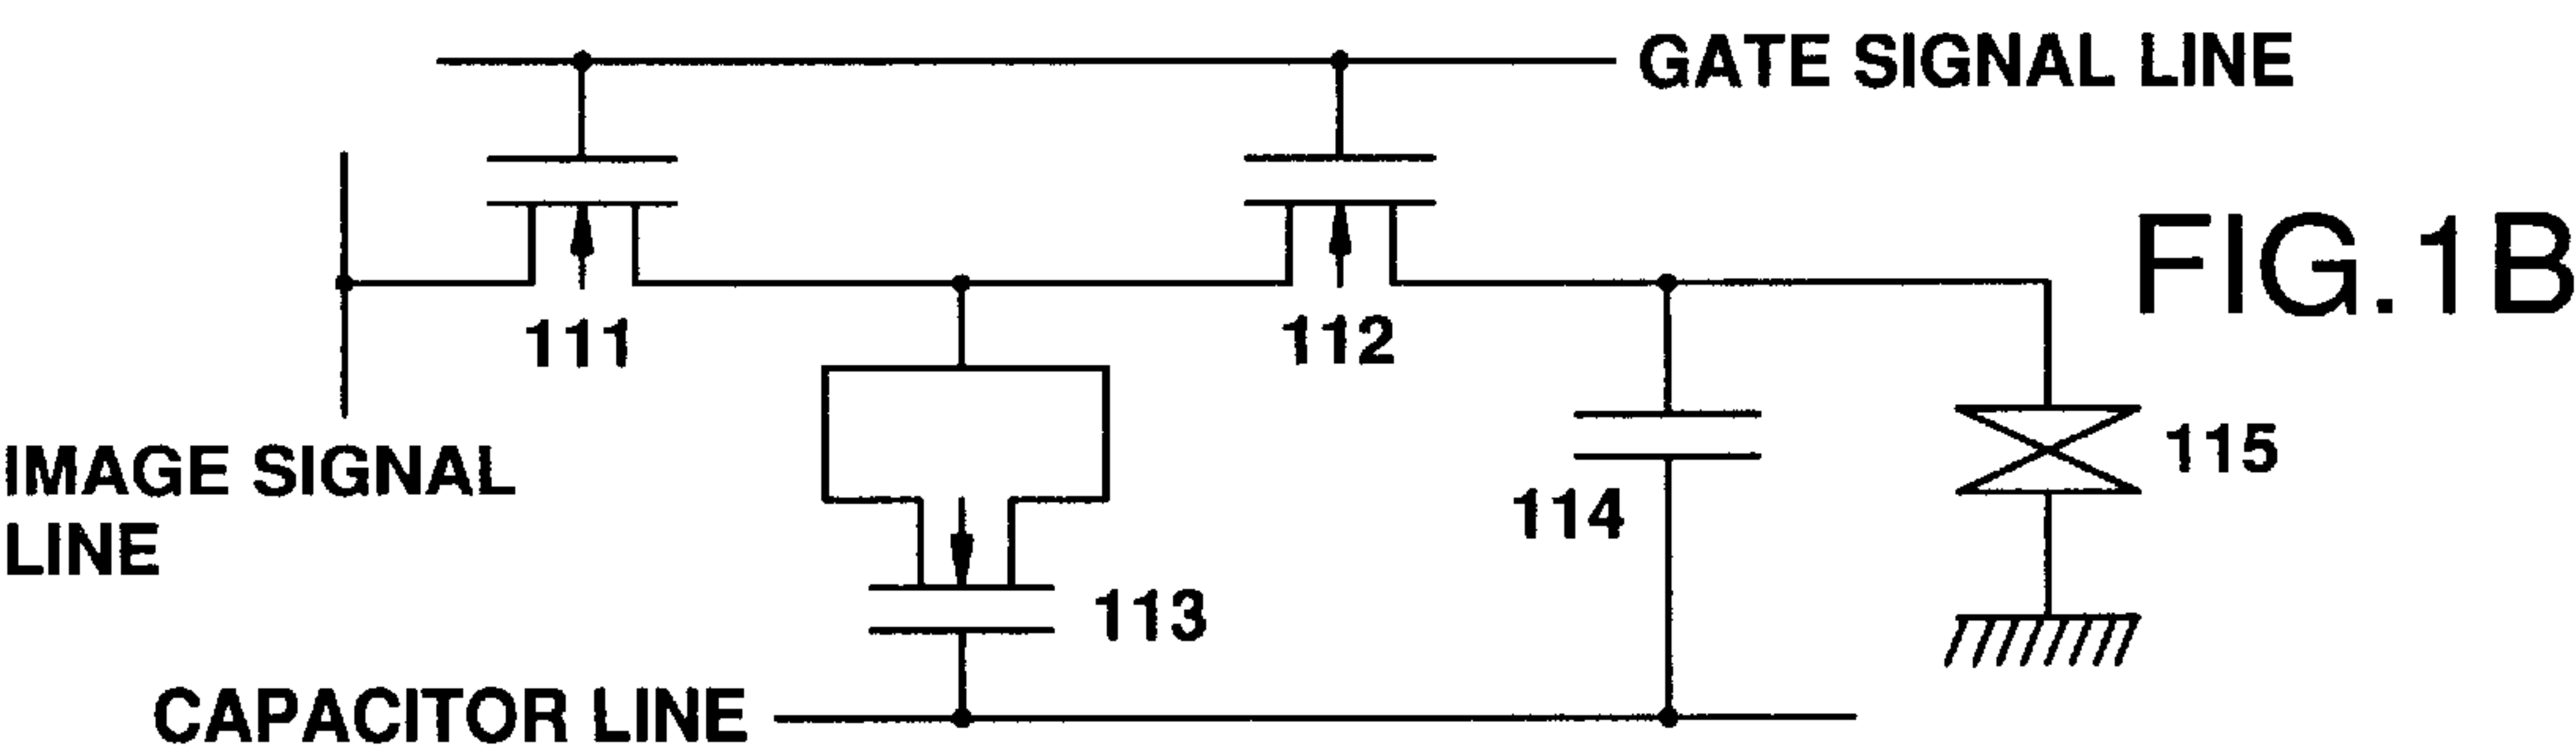 GATE SIGNAL LINE
FIG.1B
111
112
IMAGE SIGNAL
LINE
115
114
113
CAPACITOR LINE